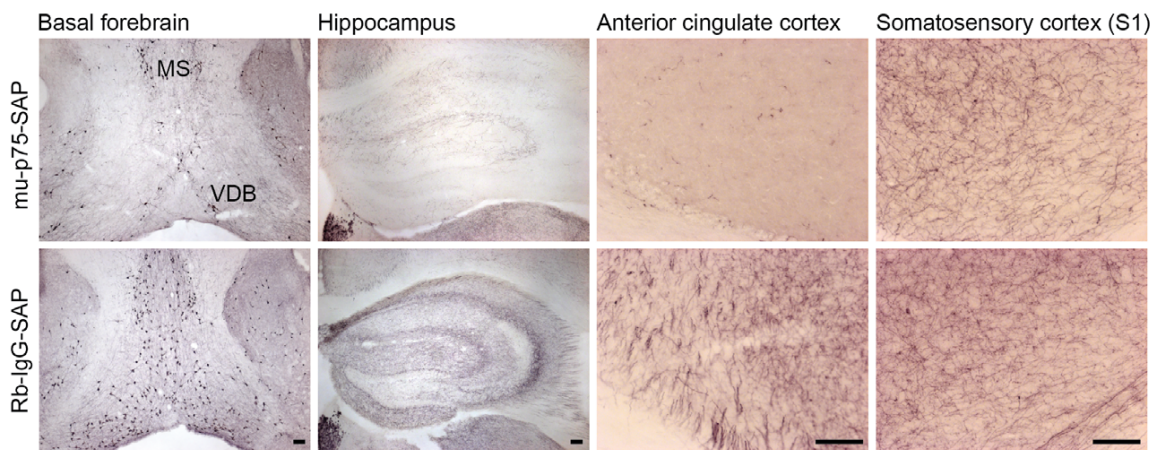 Basal forebrain
Hippocampus
Anterior cingulate cortex
Somatosensory cortex (S1)
mu-p75-SAP
MS
VDB
Rb-IgG-SAP